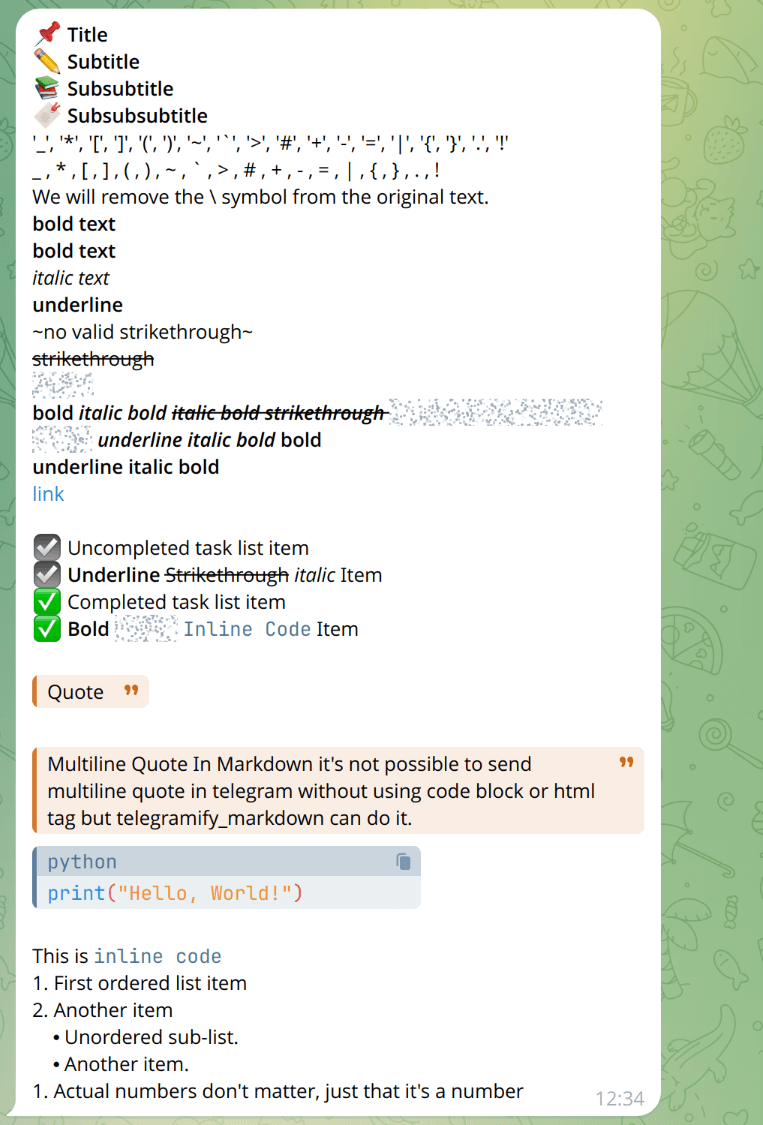 📌 Title
✏️ Subtitle
📚 Subsubtitle
🔖 Subsubsubtitle
'_', '*', '[', ']', '(', ')', '~', '`', '>', '#', '+', '-', '=', '|', '{', '}', '.', '!'
_ , * , [ , ] , ( , ) , ~ , ` , > , # , + , - , = , | , { , } , . , !
We will remove the \ symbol from the original text.
bold text
bold text
italic text
underline
~no valid strikethrough~
strikethrough
bold italic bold italic bold strikethrough
underline italic bold bold
underline italic bold
link
☑️ Uncompleted task list item
☑️ Underline Strikethrough italic Item
✅ Completed task list item
✅ Bold Inline Code Item
Quote
Multiline Quote In Markdown it's not possible to send
multiline quote in telegram without using code block or html
tag but telegramify_markdown can do it.
python
print("Hello, World!")
This is inline code
1. First ordered list item
2. Another item
• Unordered sub-list.
• Another item.
1. Actual numbers don't matter, just that it's a number
12:34